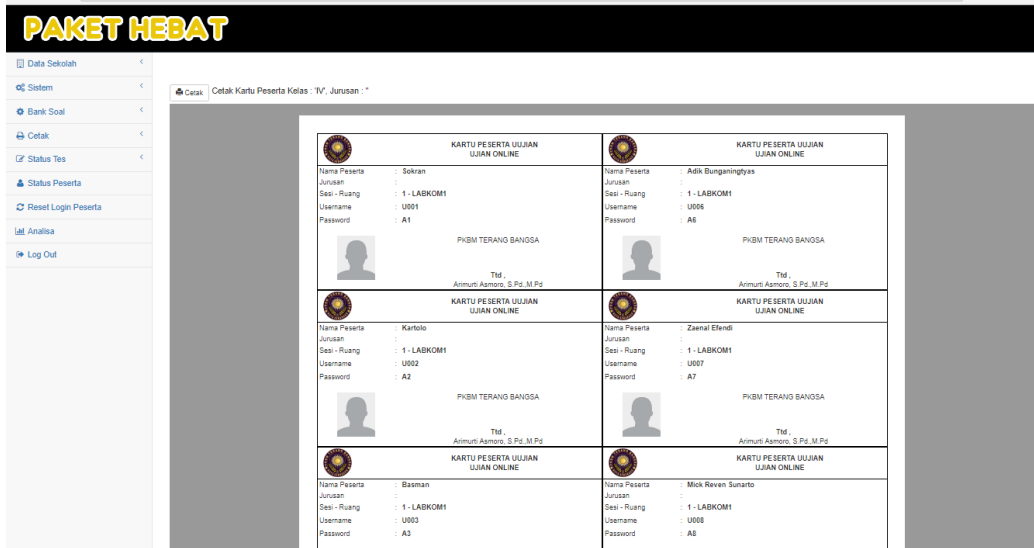 PAKET HEBAT
Data Sekolah
Sistem
Bank Soal
Cetak
Status Tes
Status Peserta
Reset Login Peserta
Analisa
Log Out
Cetak Cetak Kartu Peserta Kelas : 'IV', Jurusan : "
KARTU PESERTA UUJIAN
UJIAN ONLINE
Nama Peserta : Sokran
Jurusan :
Sesi - Ruang : 1 - LABKOM1
Username : U001
Password : A1
PKBM TERANG BANGSA
Ttd ,
Arimurti Asmoro, S.Pd.,M.Pd
KARTU PESERTA UUJIAN
UJIAN ONLINE
Nama Peserta : Adik Bunganingtyas
Jurusan :
Sesi - Ruang : 1 - LABKOM1
Username : U006
Password : A6
PKBM TERANG BANGSA
Ttd ,
Arimurti Asmoro, S.Pd.,M.Pd
KARTU PESERTA UUJIAN
UJIAN ONLINE
Nama Peserta : Kartolo
Jurusan :
Sesi - Ruang : 1 - LABKOM1
Username : U002
Password : A2
PKBM TERANG BANGSA
Ttd ,
Arimurti Asmoro, S.Pd.,M.Pd
KARTU PESERTA UUJIAN
UJIAN ONLINE
Nama Peserta : Zaenal Efendi
Jurusan :
Sesi - Ruang : 1 - LABKOM1
Username : U007
Password : A7
PKBM TERANG BANGSA
Ttd ,
Arimurti Asmoro, S.Pd.,M.Pd
KARTU PESERTA UUJIAN
UJIAN ONLINE
Nama Peserta : Basman
Jurusan :
Sesi - Ruang : 1 - LABKOM1
Username : U003
Password : A3
KARTU PESERTA UUJIAN
UJIAN ONLINE
Nama Peserta : Mick Reven Sunarto
Jurusan :
Sesi - Ruang : 1 - LABKOM1
Username : U008
Password : A8